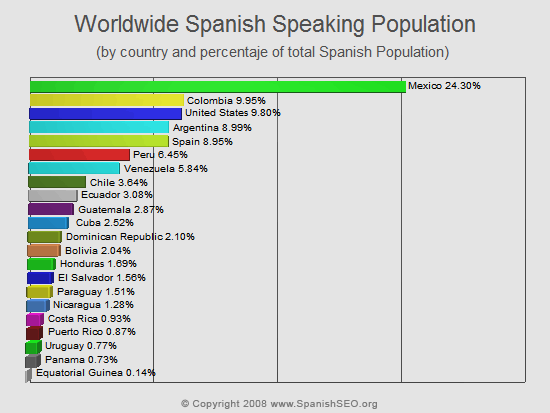 Worldwide Spanish Speaking Population
(by country and percentaje of total Spanish Population)
Mexico 24.30%
Colombia 9.95%
United States 9.80%
Argentina 8.99%
Spain 8.95%
Peru 6.45%
Venezuela 5.84%
Chile 3.64%
Ecuador 3.08%
Guatemala 2.87%
Cuba 2.52%
Dominican Republic 2.10%
Bolivia 2.04%
Honduras 1.69%
El Salvador 1.56%
Paraguay 1.51%
Nicaragua 1.28%
Costa Rica 0.93%
Puerto Rico 0.87%
Uruguay 0.77%
Panama 0.73%
Equatorial Guinea 0.14%
© Copyright 2008 www.SpanishSEO.org